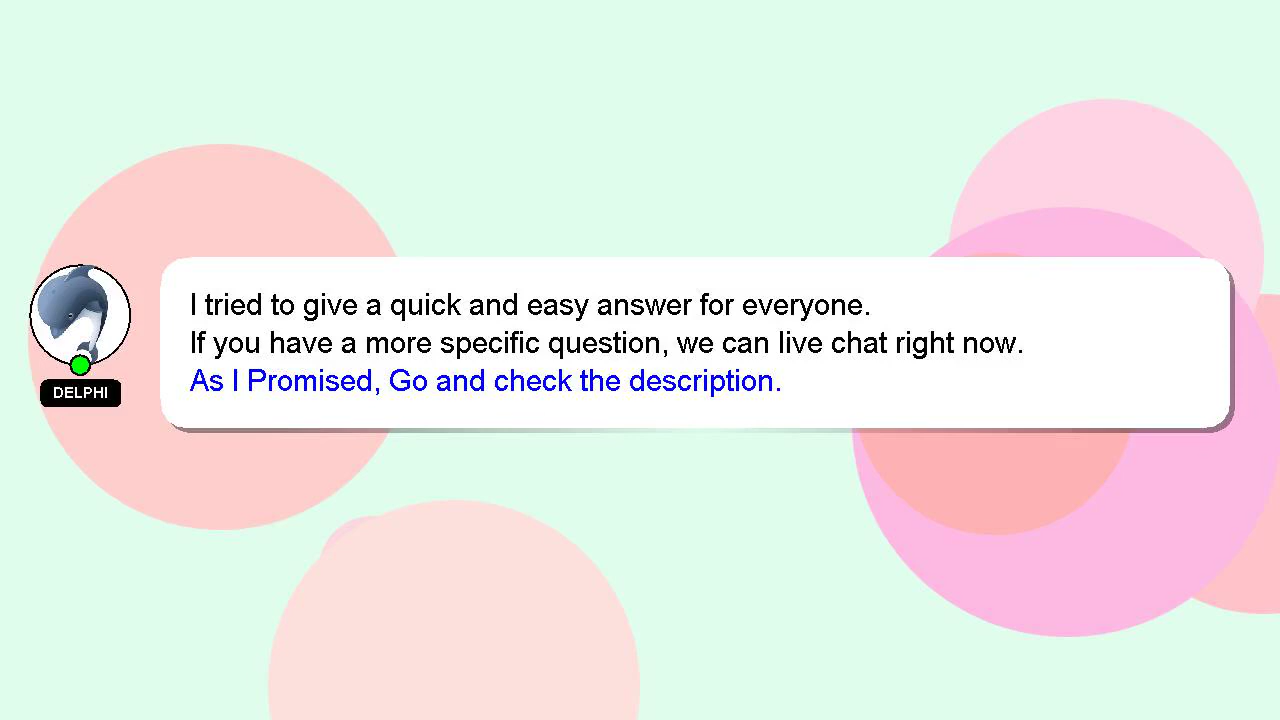 I tried to give a quick and easy answer for everyone.
If you have a more specific question, we can live chat right now.
As I Promised, Go and check the description.
DELPHI